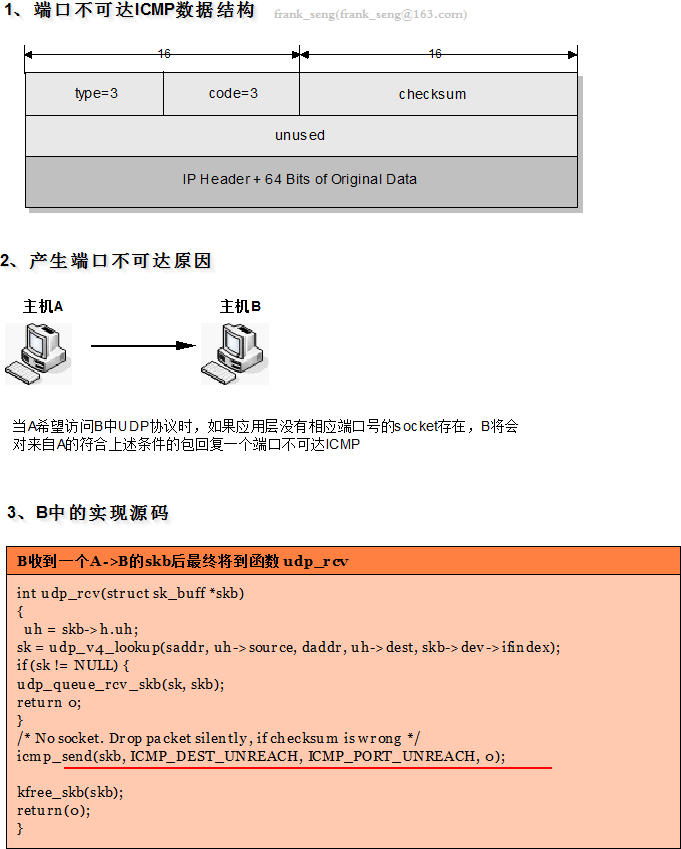 1、端口不可达ICMP数据结构 frank_seng(frank_seng@163.com)
16 16
type=3 code=3 checksum
unused
IP Header + 64 Bits of Original Data
2、产生端口不可达原因
主机A 主机B
当A希望访问B中UDP协议时，如果应用层没有相应端口号的socket存在，B将会
对来自A的符合上述条件的包回复一个端口不可达ICMP
3、B中的实现源码
B收到一个A->B的skb后最终将到函数 udp_rcv
int udp_rcv(struct sk_buff *skb)
{
uh = skb->h.uh;
sk = udp_v4_lookup(saddr, uh->source, daddr, uh->dest, skb->dev->ifindex);
if (sk != NULL) {
udp_queue_rcv_skb(sk, skb);
return 0;
}
/* No socket. Drop packet silently, if checksum is wrong */
icmp_send(skb, ICMP_DEST_UNREACH, ICMP_PORT_UNREACH, 0);
kfree_skb(skb);
return(0);
}